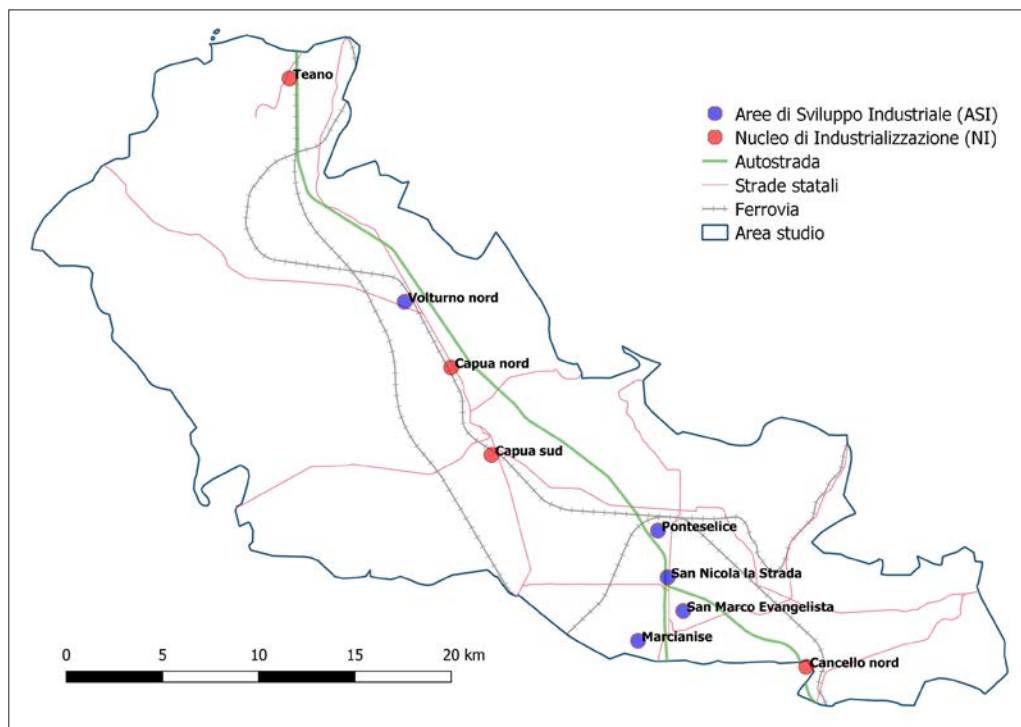 Teano
Aree di Sviluppo Industriale (ASI)
Nucleo di Industrializzazione (NI)
Autostrada
Strade statali
Ferrovia
Area studio
Volturno nord
Capua nord
Capua sud
Ponteselice
San Nicola la Strada
San Marco Evangelista
Marcianise
Cancello nord
0 5 10 15 20 km